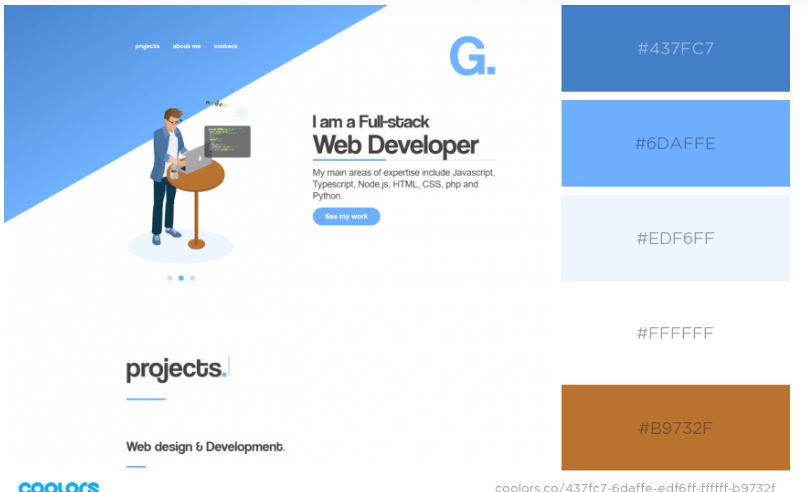 projects about me contact
G.
nodes
I am a Full-stack
Web Developer
My main areas of expertise include Javascript,
Typescript, Node.js, HTML, CSS, php and
Python.
See my work
projects.
Web design & Development.
#437FC7
#6DAFFE
#EDF6FF
#FFFFFF
#B9732F
coolors
coolors.co/437fc7-6daffe-edf6ff-ffffff-b9732f